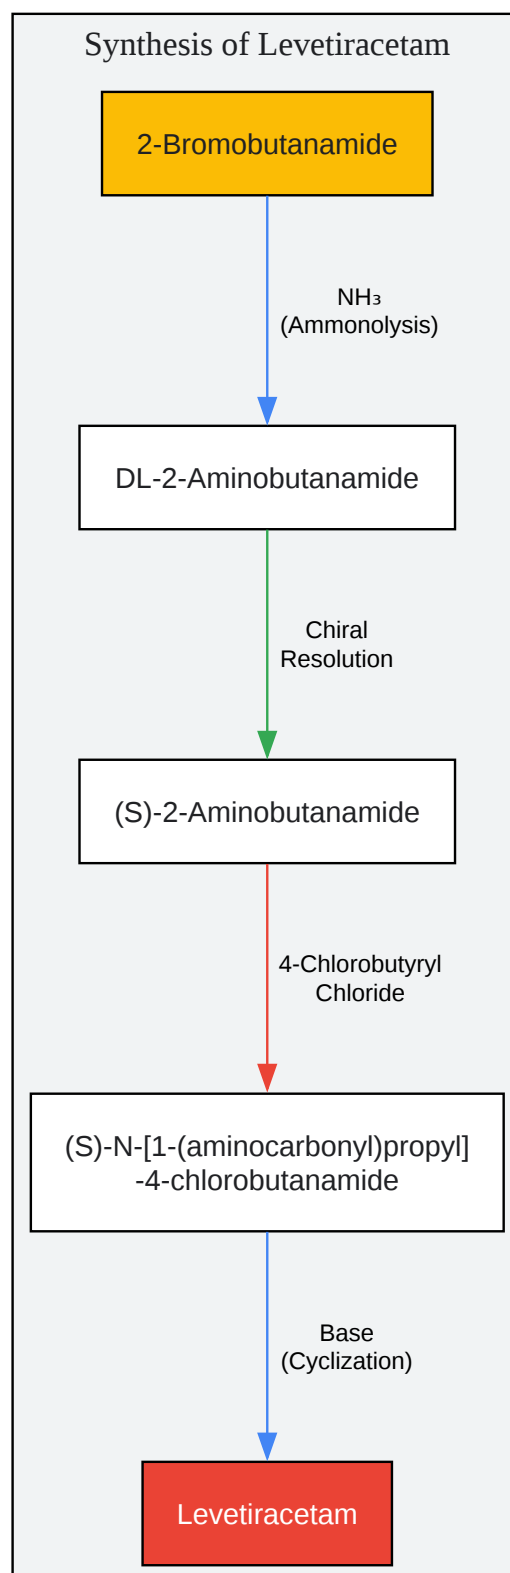 Synthesis of Levetiracetam
2-Bromobutanamide
NH₃
(Ammonolysis)
DL-2-Aminobutanamide
Chiral
Resolution
(S)-2-Aminobutanamide
4-Chlorobutyryl
Chloride
(S)-N-[1-(aminocarbonyl)propyl]
-4-chlorobutanamide
Base
(Cyclization)
Levetiracetam